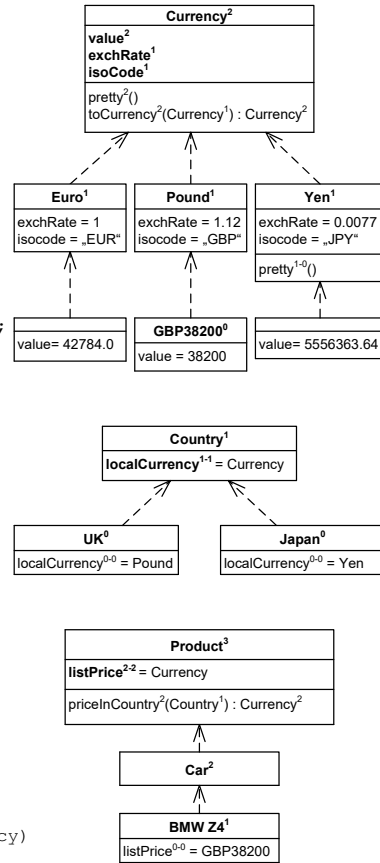 Currency²
value²
exchRate¹
isoCode¹
pretty²()
toCurrency²(Currency¹) : Currency²
Euro¹
exchRate = 1
isocode = „EUR“
Pound¹
exchRate = 1.12
isocode = „GBP“
Yen¹
exchRate = 0.0077
isocode = „JPY“
pretty¹⁻⁰()
;
value= 42784.0
GBP38200⁰
value = 38200
value= 5556363.64
Country¹
localCurrency¹⁻¹ = Currency
UK⁰
localCurrency⁰⁻⁰ = Pound
Japan⁰
localCurrency⁰⁻⁰ = Yen
Product³
listPrice²⁻² = Currency
priceInCountry²(Country¹) : Currency²
Car²
cy)
BMW Z4¹
listPrice⁰⁻⁰ = GBP38200